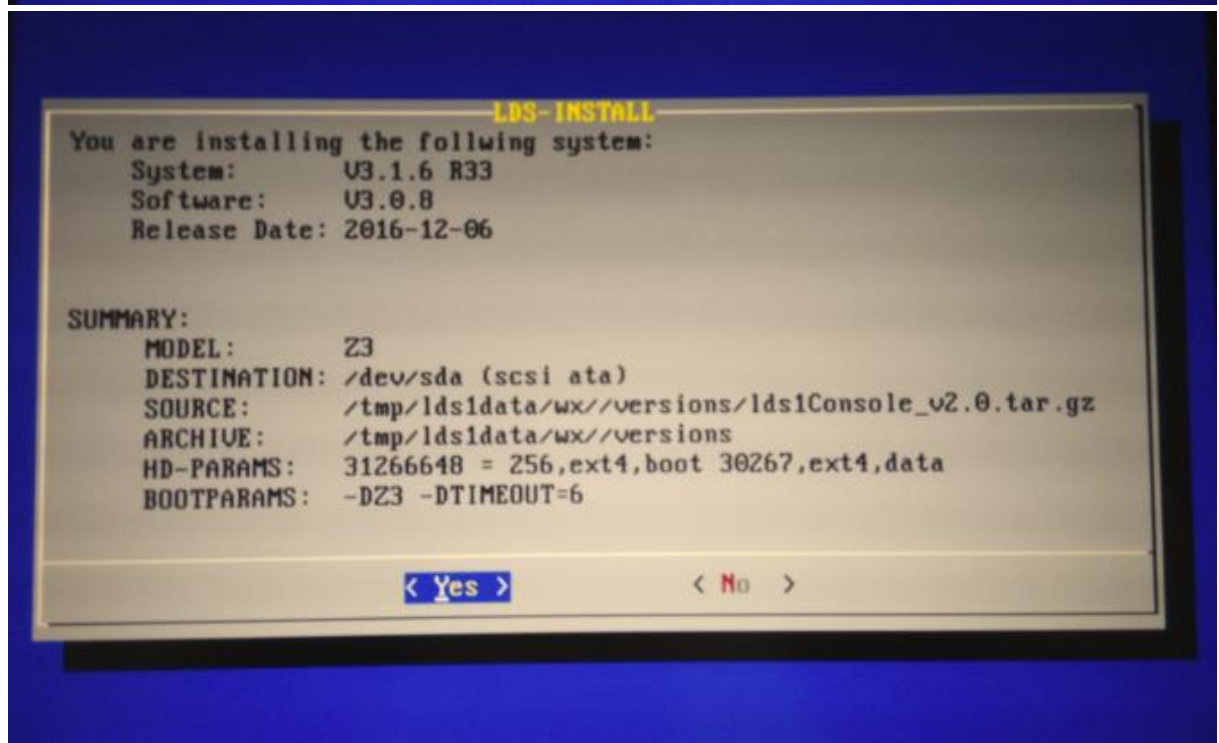 LDS-INSTALL
You are installing the follwing system:
System: V3.1.6 R33
Software: V3.0.8
Release Date: 2016-12-06
SUMMARY:
MODEL: Z3
DESTINATION: /dev/sda (scsi ata)
SOURCE: /tmp/lds1data/wx//versions/lds1Console_v2.0.tar.gz
ARCHIVE: /tmp/lds1data/wx//versions
HD-PARAMS: 31266648 = 256,ext4,boot 30267,ext4,data
BOOTPARAMS: -DZ3 -DTIMEOUT=6
< Yes > < No >